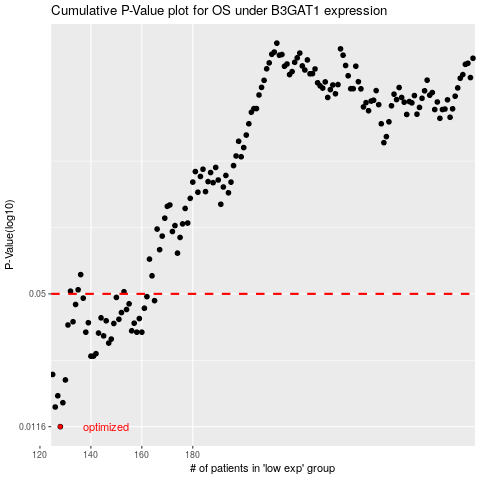 Cumulative P-Value plot for OS under B3GAT1 expression
P-Value(log10)
0.05
0.0116
optimized
120 140 160 180
# of patients in 'low exp' group